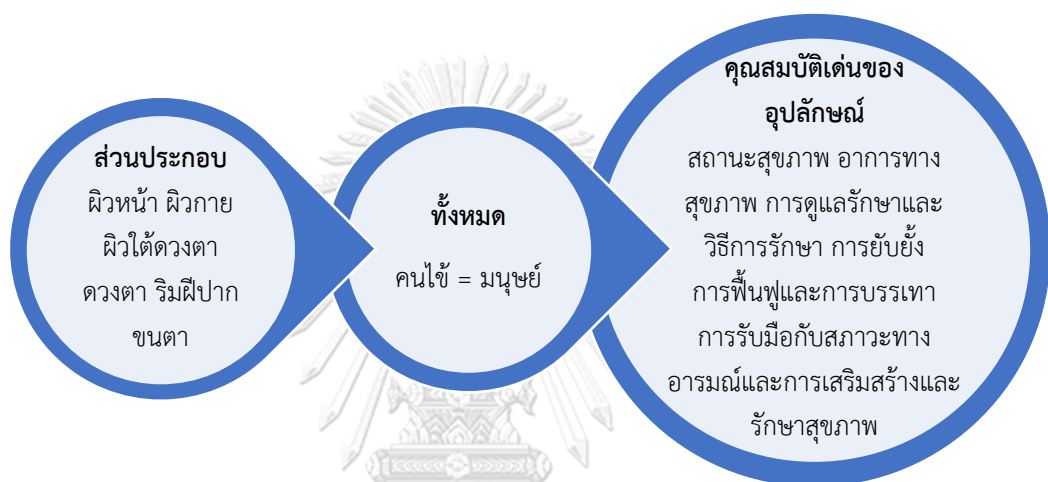 ส่วนประกอบ
ผิวหน้า ผิวกาย
ผิวใต้ดวงตา
ดวงตา ริมฝีปาก
ขนตา
ทั้งหมด
คนไข้ = มนุษย์
คุณสมบัติเด่นของ
อุปลักษณ์
สถานะสุขภาพ อาการทาง
สุขภาพ การดูแลรักษาและ
วิธีการรักษา การยับยั้ง
การฟื้นฟูและการบรรเทา
การรับมือกับสภาวะทาง
อารมณ์และการเสริมสร้างและ
รักษาสุขภาพ